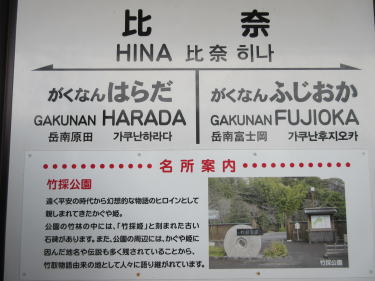 比奈
HINA 比奈 히나
がくなんはらだ がくなんふじおか
GAKUNAN HARADA GAKUNAN FUJIOKA
岳南原田 가쿠난하라다 岳南富士岡 가쿠난후지오카
名所案内
竹採公園
遠く平安の時代から幻想的な物語のヒロインとして
親しまれてきたかぐや姫。
公園の竹林の中には、「竹採姫」と刻まれた古い
石碑があります。また、公園の周辺には、かぐや姫に
因んだ地名や伝説も多く残されていることから、
竹取物語由来の地として人々に語り継がれています。
竹採公園